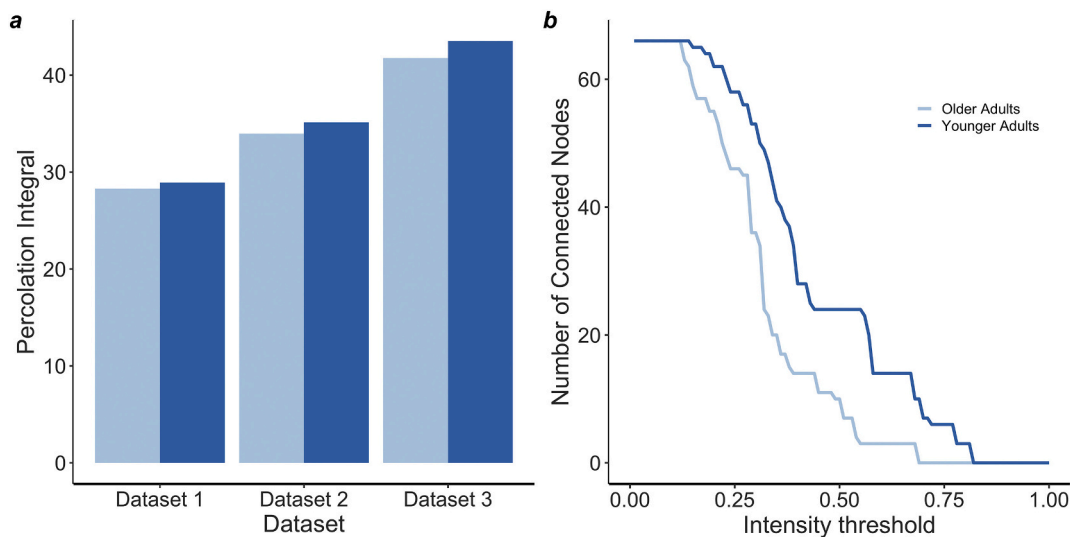 a
Percolation Integral
40
30
20
10
0
Dataset 1
Dataset 2
Dataset 3
Dataset
b
Number of Connected Nodes
60
40
20
0
Older Adults
Younger Adults
0.00
0.25
0.50
0.75
1.00
Intensity threshold